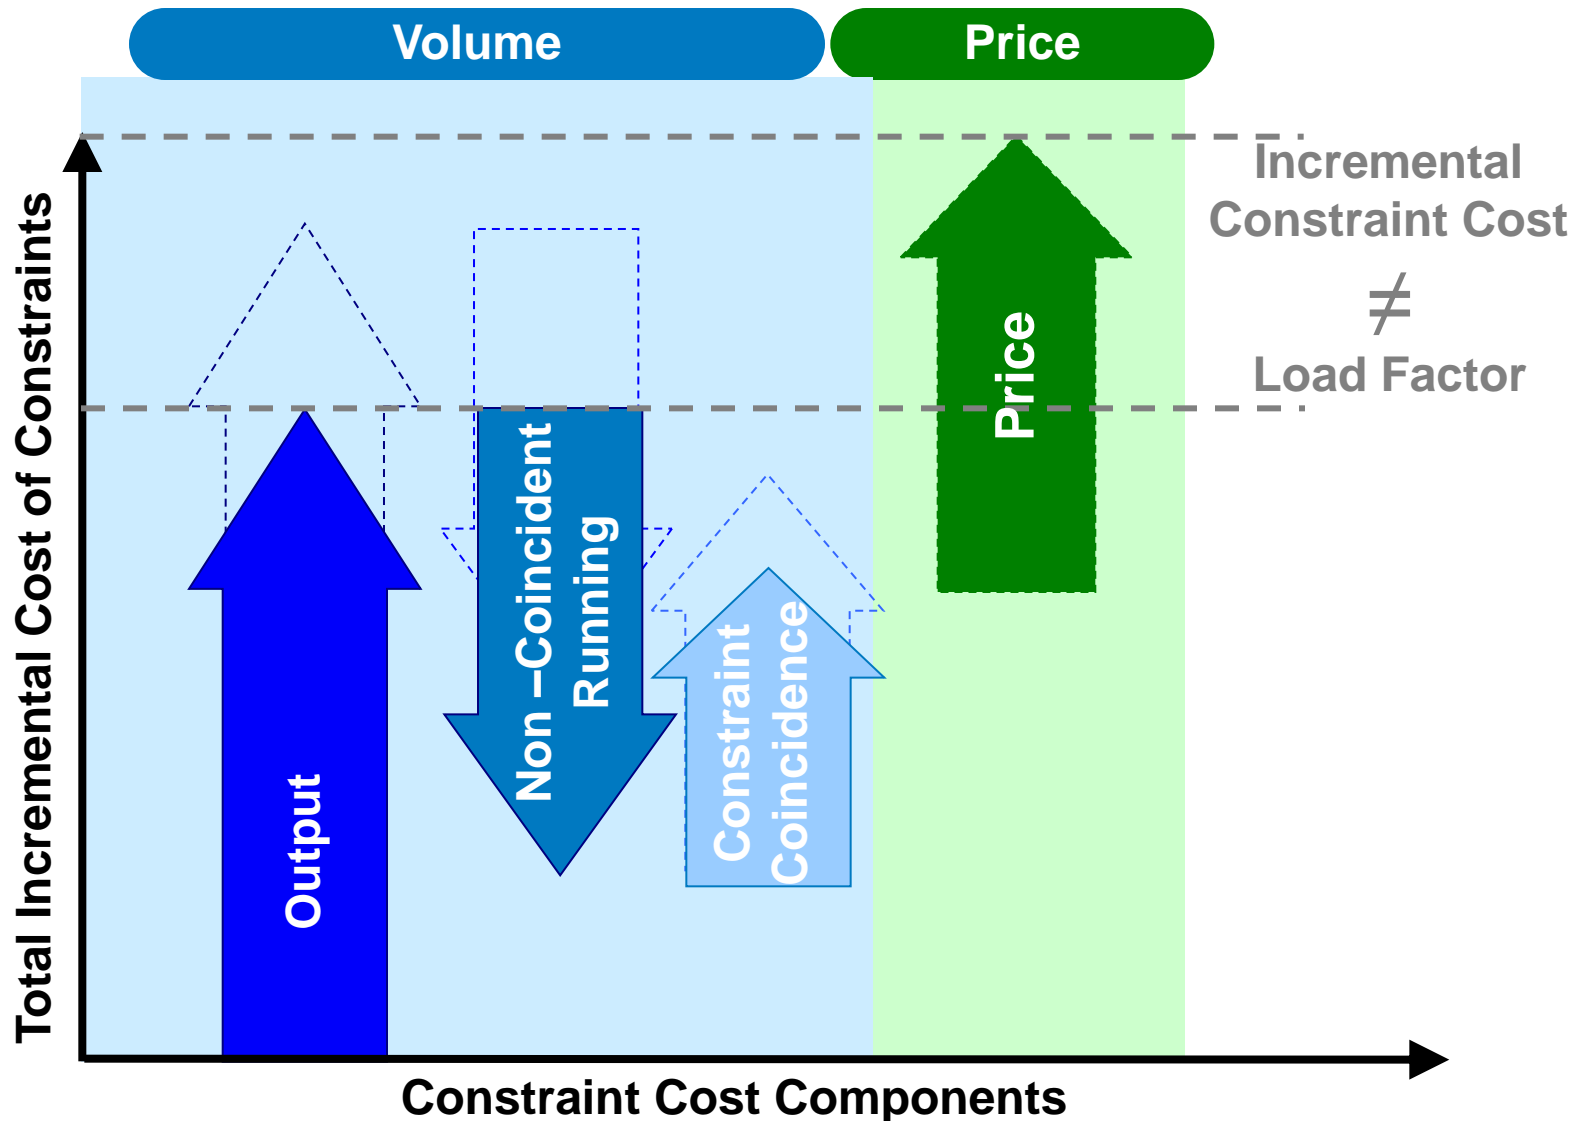 Volume
Price
Total Incremental Cost of Constraints
Incremental
Constraint Cost
≠
Load Factor
Output
Non –Coincident
Running
Constraint
Coincidence
Price
Constraint Cost Components